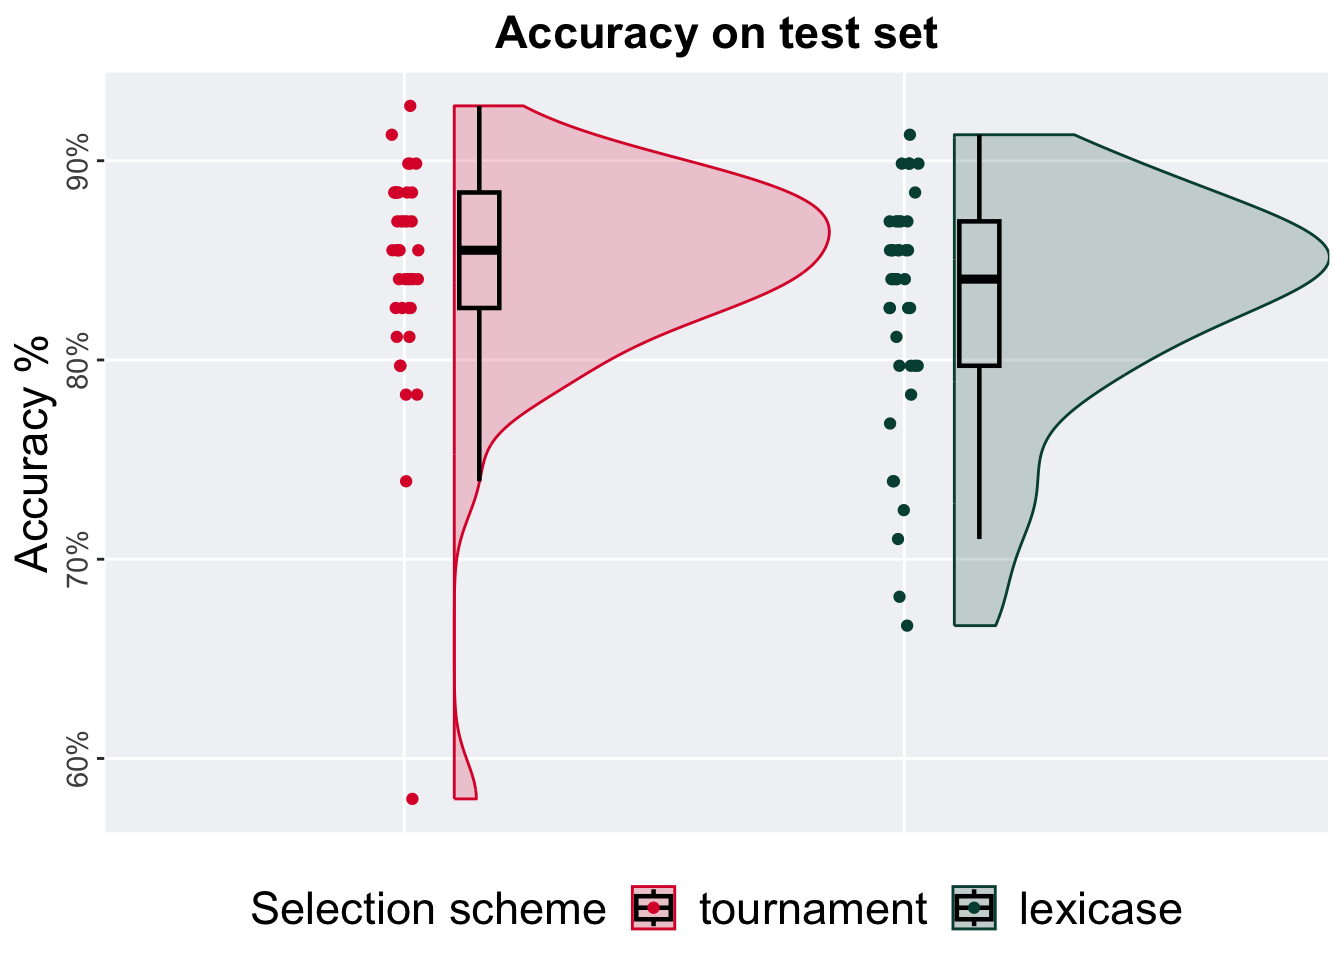 Accuracy on test set
Accuracy %
90%
80%
70%
60%
Selection scheme tournament lexicase